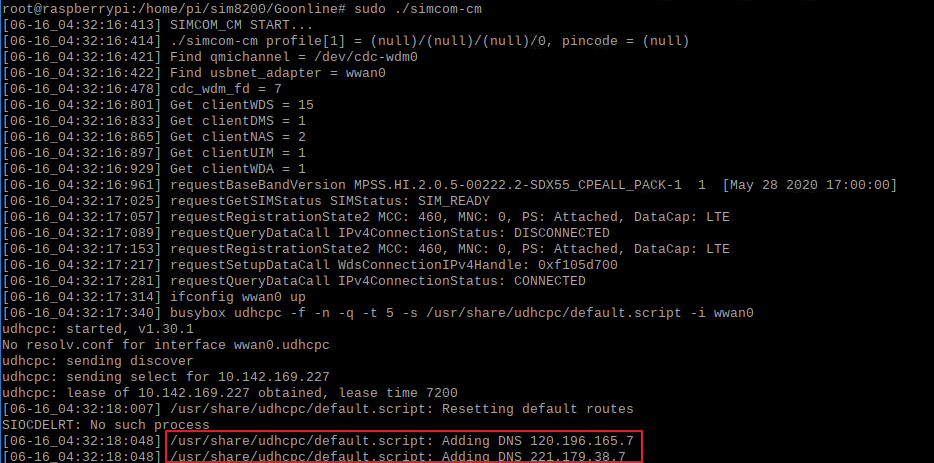 root@raspberrypi:/home/pi/sim8200/Goonline# sudo ./simcom-cm
[06-16_04:32:16:413] SIMCOM_CM START...
[06-16_04:32:16:414] ./simcom-cm profile[1] = (null)/(null)/(null)/0, pincode = (null)
[06-16_04:32:16:421] Find qmichannel = /dev/cdc-wdm0
[06-16_04:32:16:422] Find usbnet_adapter = wwan0
[06-16_04:32:16:478] cdc_wdm_fd = 7
[06-16_04:32:16:801] Get clientWDS = 15
[06-16_04:32:16:833] Get clientDMS = 1
[06-16_04:32:16:865] Get clientNAS = 2
[06-16_04:32:16:897] Get clientUIM = 1
[06-16_04:32:16:929] Get clientWDA = 1
[06-16_04:32:16:961] requestBaseBandVersion MPSS.HI.2.0.5-00222.2-SDX55_CPEALL_PACK-1  1  [May 28 2020 17:00:00]
[06-16_04:32:17:025] requestGetSIMStatus SIMStatus: SIM_READY
[06-16_04:32:17:057] requestRegistrationState2 MCC: 460, MNC: 0, PS: Attached, DataCap: LTE
[06-16_04:32:17:089] requestQueryDataCall IPv4ConnectionStatus: DISCONNECTED
[06-16_04:32:17:153] requestRegistrationState2 MCC: 460, MNC: 0, PS: Attached, DataCap: LTE
[06-16_04:32:17:217] requestSetupDataCall WdsConnectionIPv4Handle: 0xf105d700
[06-16_04:32:17:281] requestQueryDataCall IPv4ConnectionStatus: CONNECTED
[06-16_04:32:17:314] ifconfig wwan0 up
[06-16_04:32:17:340] busybox udhcpc -f -n -q -t 5 -s /usr/share/udhcpc/default.script -i wwan0
udhcpc: started, v1.30.1
No resolv.conf for interface wwan0.udhcpc
udhcpc: sending discover
udhcpc: sending select for 10.142.169.227
udhcpc: lease of 10.142.169.227 obtained, lease time 7200
[06-16_04:32:18:007] /usr/share/udhcpc/default.script: Resetting default routes
SIOCDELRT: No such process
[06-16_04:32:18:048] /usr/share/udhcpc/default.script: Adding DNS 120.196.165.7
[06-16_04:32:18:048] /usr/share/udhcpc/default.script: Adding DNS 221.179.38.7